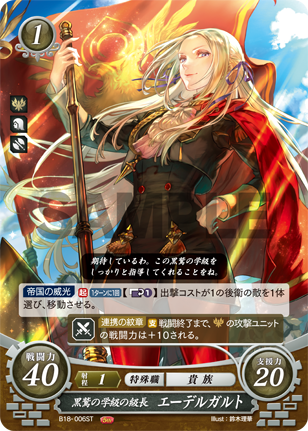 1
SAMPLE
期待しているわ。この黒鷲の学級を
しっかりと指導してくれることをね。
帝国の威光 起 1ターンに1回 1 出撃コストが1の後衛の敵を1体
選び、移動させる。
連携の紋章 支 戦闘終了まで、の攻撃ユニット
の戦闘力は+10される。
戦闘力
40
射程 1 特殊職 貴族
支援力
20
黒鷲の学級の級長 エーデルガルト
B18-006ST
Illust:鈴木理華